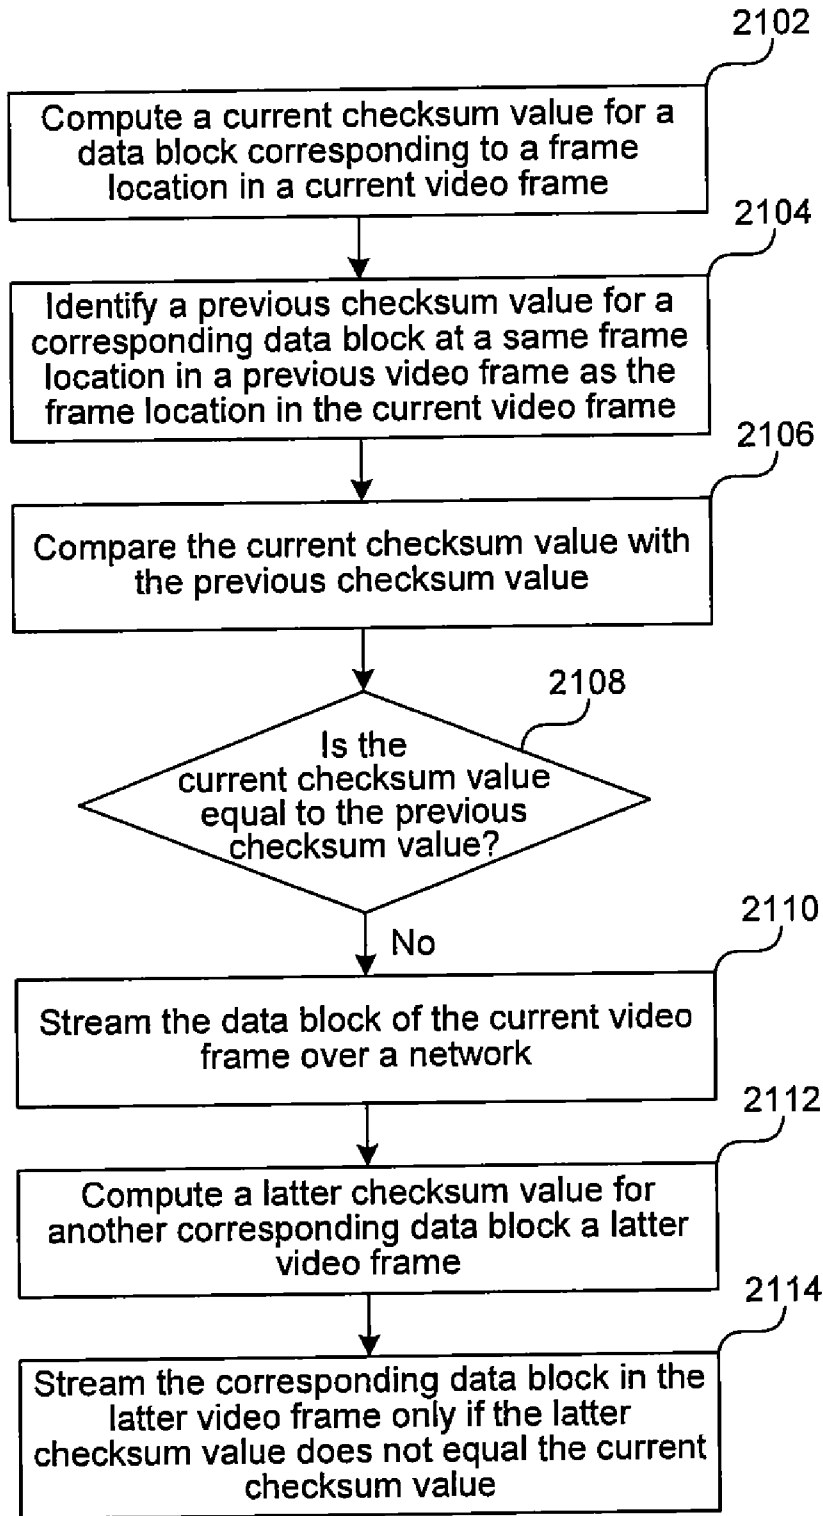 2102
Compute a current checksum value for a
data block corresponding to a frame
location in a current video frame
2104
Identify a previous checksum value for a
corresponding data block at a same frame
location in a previous video frame as the
frame location in the current video frame
2106
Compare the current checksum value with
the previous checksum value
2108
Is the
current checksum value
equal to the previous
checksum value?
No
2110
Stream the data block of the current video
frame over a network
2112
Compute a latter checksum value for
another corresponding data block a latter
video frame
2114
Stream the corresponding data block in the
latter video frame only if the latter
checksum value does not equal the current
checksum value